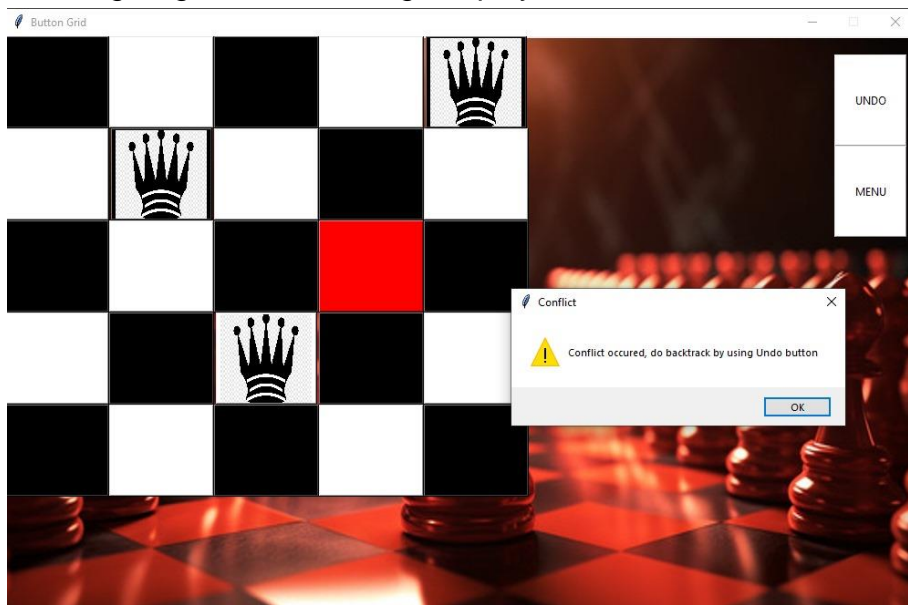 Button Grid
UNDO
MENU
Conflict
Conflict occured, do backtrack by using Undo button
OK